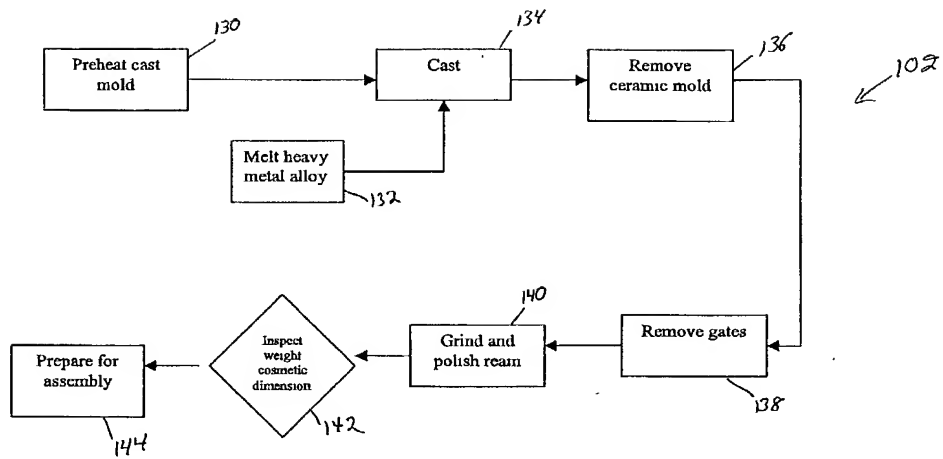 130
Preheat cast
mold
134
Cast
136
Remove
ceramic mold
102
Melt heavy
metal alloy
132
140
Grind and
polish ream
Remove gates
138
Inspect
weight
cosmetic
dimension
142
Prepare for
assembly
144